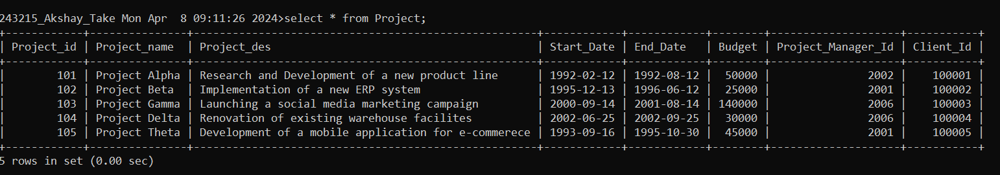 243215_Akshay_Take Mon Apr  8 09:11:26 2024>select * from Project;
+------------+---------------+--------------------------------------------------+------------+------------+--------+--------------------+-----------+
| Project_id | Project_name  | Project_des                                      | Start_Date | End_Date   | Budget | Project_Manager_Id | Client_Id |
+------------+---------------+--------------------------------------------------+------------+------------+--------+--------------------+-----------+
|        101 | Project Alpha | Research and Development of a new product line   | 1992-02-12 | 1992-08-12 |  50000 |               2002 |    100001 |
|        102 | Project Beta  | Implementation of a new ERP system               | 1995-12-13 | 1996-06-12 |  25000 |               2001 |    100002 |
|        103 | Project Gamma | Launching a social media marketing campaign      | 2000-09-14 | 2001-08-14 | 140000 |               2006 |    100003 |
|        104 | Project Delta | Renovation of existing warehouse facilites       | 2002-06-25 | 2002-09-25 |  30000 |               2006 |    100004 |
|        105 | Project Theta | Development of a mobile application for e-commerece | 1993-09-16 | 1995-10-30 |  45000 |               2001 |    100005 |
+------------+---------------+--------------------------------------------------+------------+------------+--------+--------------------+-----------+
5 rows in set (0.00 sec)